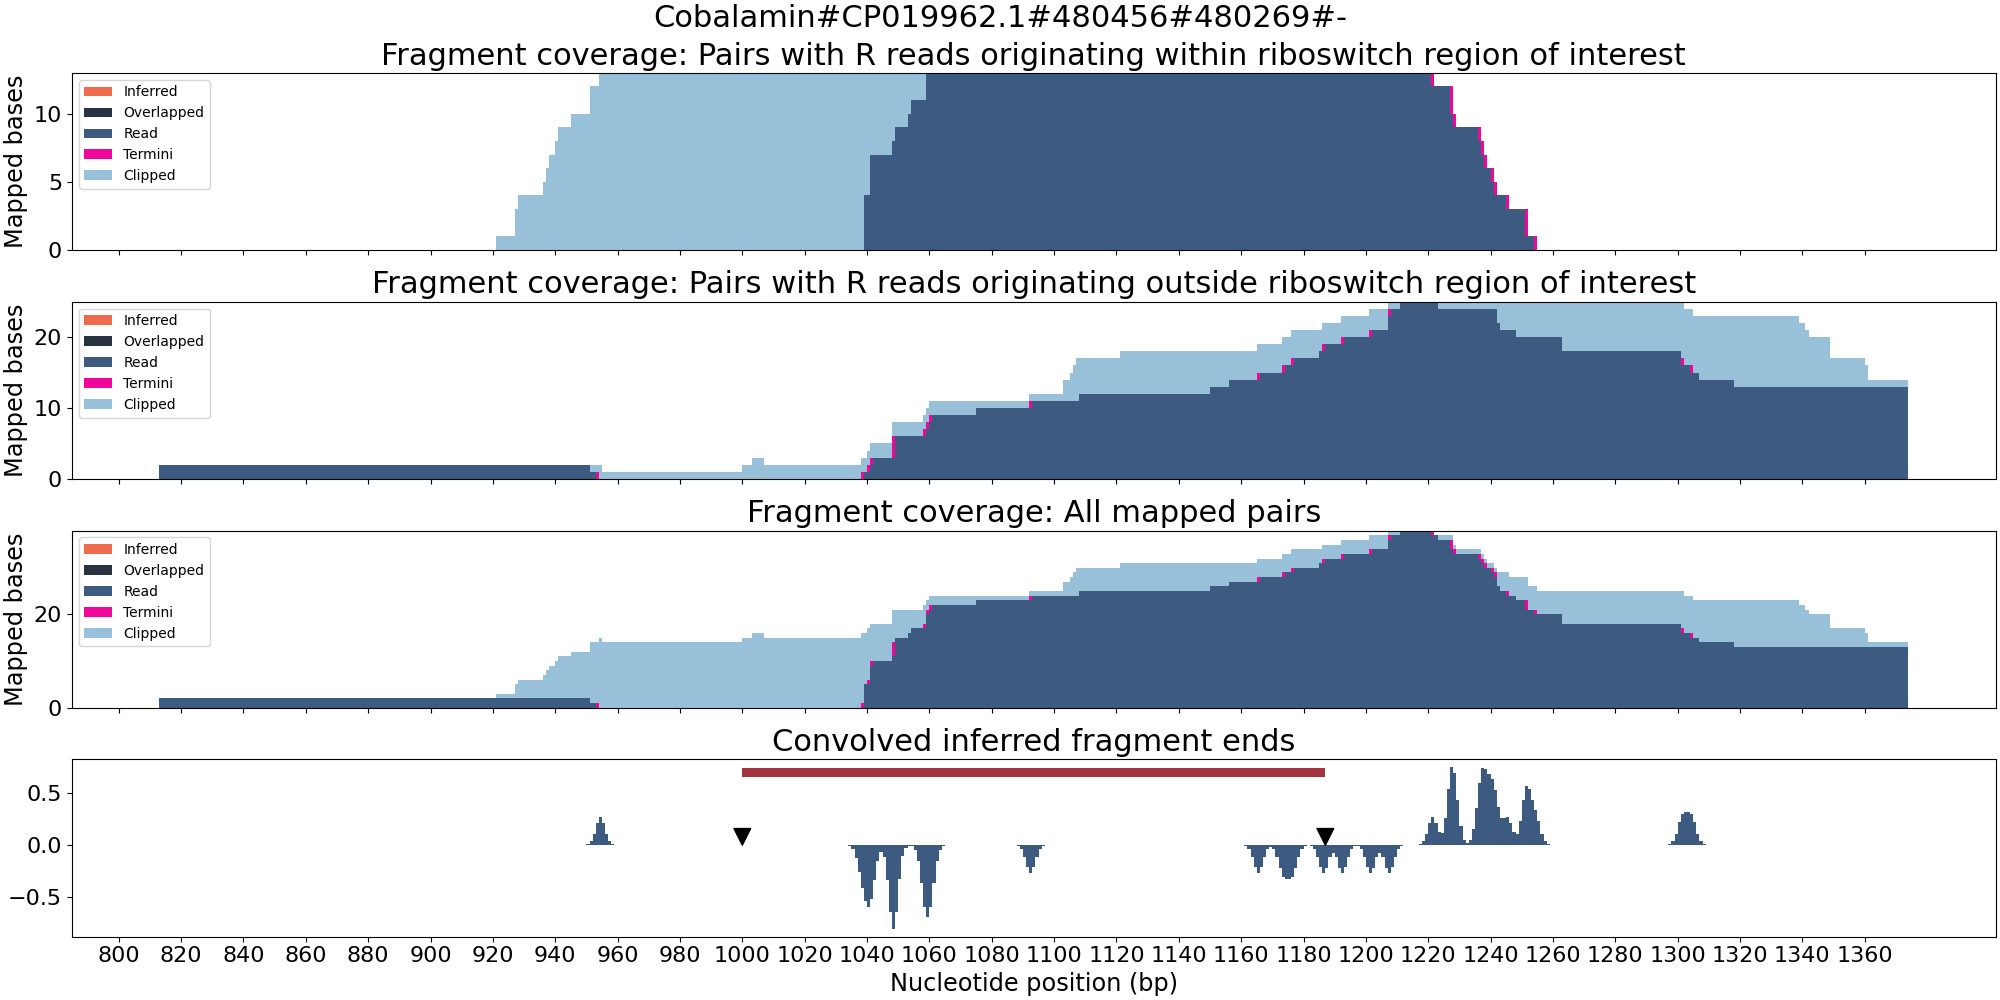 Cobalamin#CP019962.1#480456#480269#-
Fragment coverage: Pairs with R reads originating within riboswitch region of interest
Mapped bases
10
5
0
Inferred
Overlapped
Read
Termini
Clipped
Fragment coverage: Pairs with R reads originating outside riboswitch region of interest
Mapped bases
20
10
0
Inferred
Overlapped
Read
Termini
Clipped
Fragment coverage: All mapped pairs
Mapped bases
20
0
Inferred
Overlapped
Read
Termini
Clipped
Convolved inferred fragment ends
0.5
0.0
−0.5
800 820 840 860 880 900 920 940 960 980 1000 1020 1040 1060 1080 1100 1120 1140 1160 1180 1200 1220 1240 1260 1280 1300 1320 1340 1360
Nucleotide position (bp)